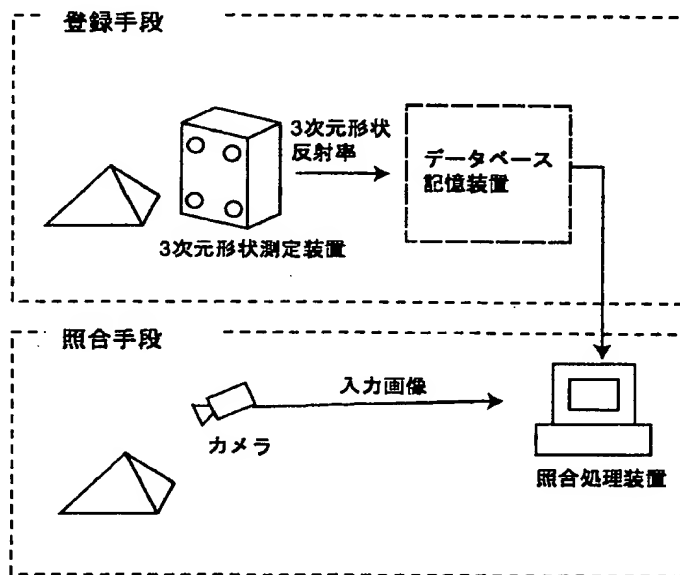 登録手段
3次元形状
反射率
データベース
記憶装置
3次元形状測定装置
照合手段
入力画像
カメラ
照合処理装置